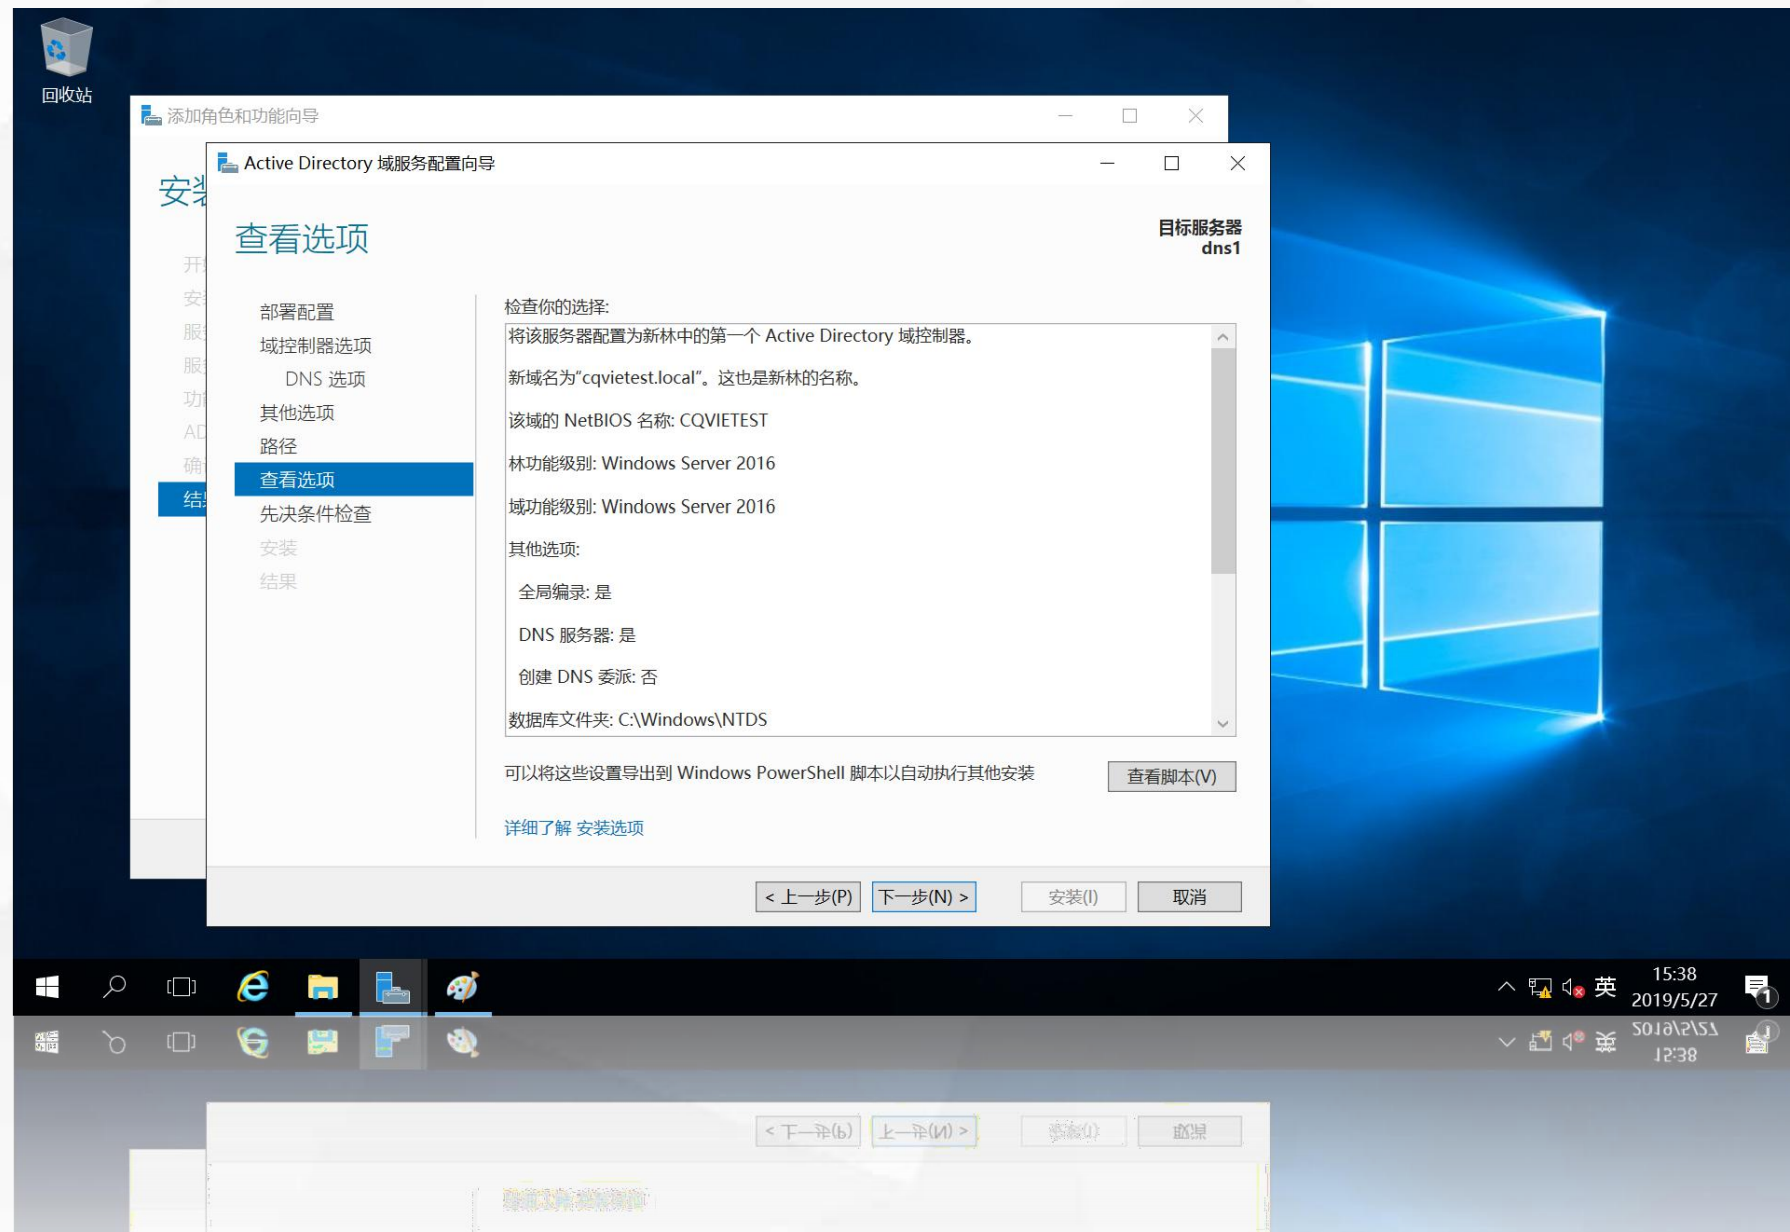 回收站
添加角色和功能向导
Active Directory 域服务配置向导
查看选项
目标服务器
dns1
部署配置
域控制器选项
DNS 选项
其他选项
路径
查看选项
先决条件检查
安装
结果
检查你的选择:
将该服务器配置为新林中的第一个 Active Directory 域控制器。
新域名为“cqvietest.local”。这也是新林的名称。
该域的 NetBIOS 名称: CQVIETEST
林功能级别: Windows Server 2016
域功能级别: Windows Server 2016
其他选项:
全局编录: 是
DNS 服务器: 是
创建 DNS 委派: 否
数据库文件夹: C:\Windows\NTDS
可以将这些设置导出到 Windows PowerShell 脚本以自动执行其他安装
查看脚本(V)
详细了解 安装选项
< 上一步(P)
下一步(N) >
安装(I)
取消
英
15:38
2019/5/27
1